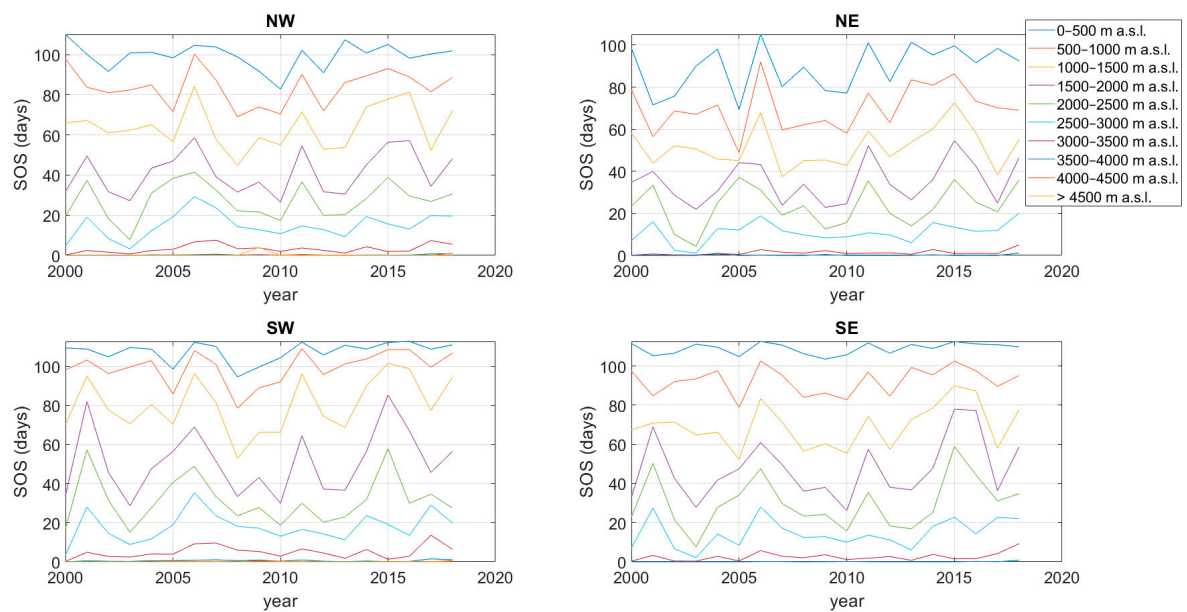 NW
SOS (days)
100
80
60
40
20
0
2000
2005
2010
2015
2020
year
NE
SOS (days)
100
80
60
40
20
0
2000
2005
2010
2015
2020
year
0–500 m a.s.l.
500–1000 m a.s.l.
1000–1500 m a.s.l.
1500–2000 m a.s.l.
2000–2500 m a.s.l.
2500–3000 m a.s.l.
3000–3500 m a.s.l.
3500–4000 m a.s.l.
4000–4500 m a.s.l.
> 4500 m a.s.l.
SW
SOS (days)
100
80
60
40
20
0
2000
2005
2010
2015
2020
year
SE
SOS (days)
100
80
60
40
20
0
2000
2005
2010
2015
2020
year